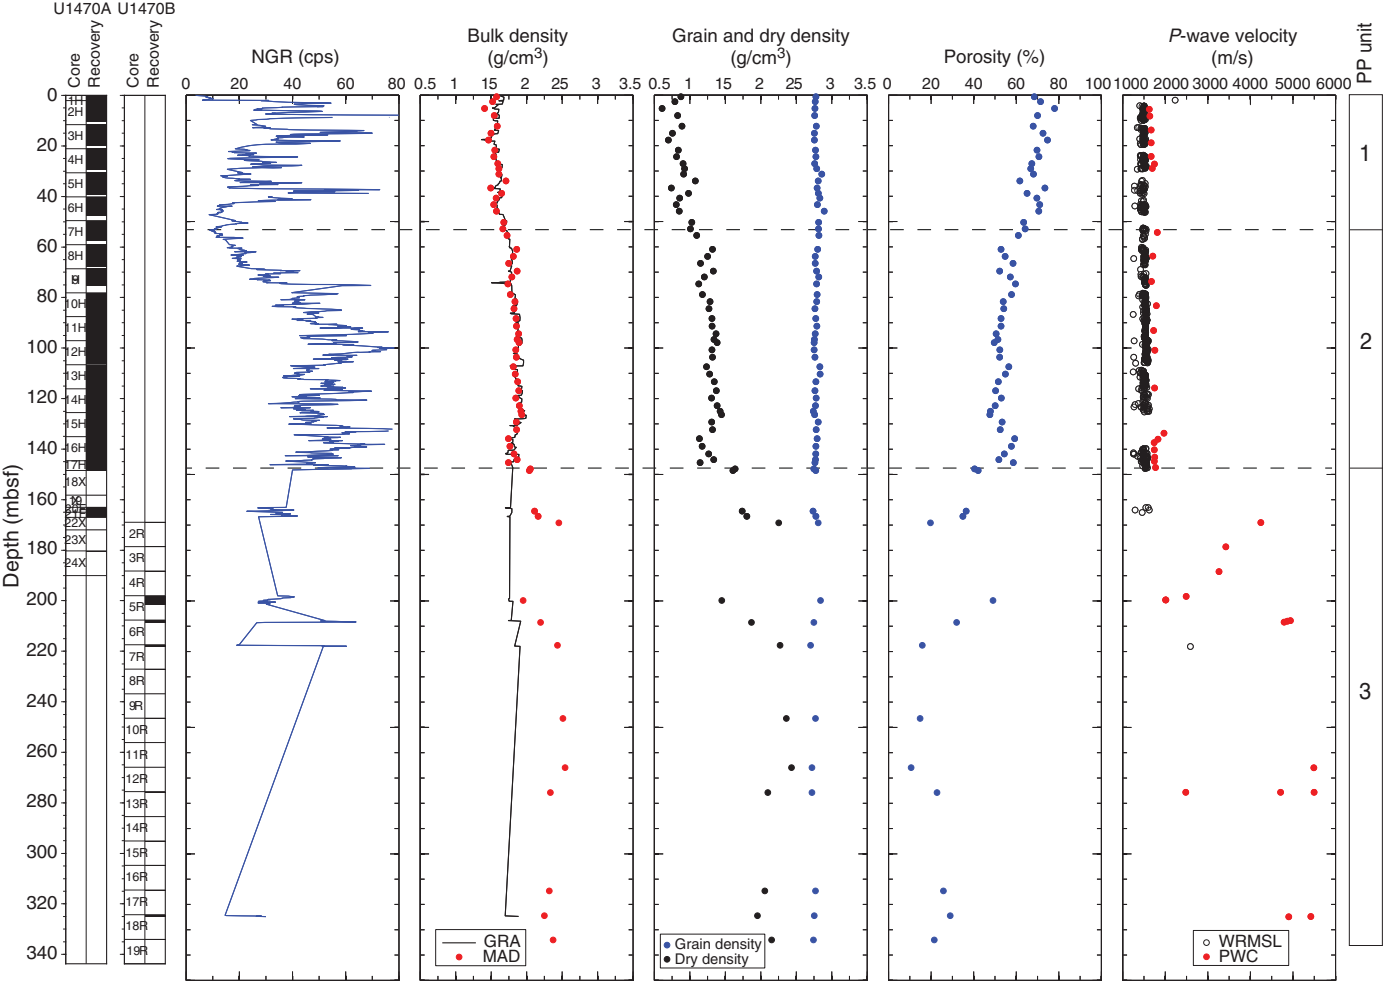 U1470A U1470B
Core
Recovery
Core
Recovery
NGR (cps)
Bulk density
(g/cm3)
Grain and dry density
(g/cm3)
Porosity (%)
P-wave velocity
(m/s)
PP unit
0 20 40 60 80
0.5 1 1.5 2 2.5 3 3.5
0.5 1 1.5 2 2.5 3 3.5
0 20 40 60 80 100
1000 2000 3000 4000 5000 6000
Depth (mbsf)
0
20
40
60
80
100
120
140
160
180
200
220
240
260
280
300
320
340
1H
2H
3H
4H
5H
6H
7H
8H
10H
11H
12H
13H
14H
15H
16H
17H
18X
22X
23X
24X
2R
3R
4R
5R
6R
7R
8R
9R
10R
11R
12R
13R
14R
15R
16R
17R
18R
19R
1
2
3
GRA
MAD
Grain density
Dry density
WRMSL
PWC